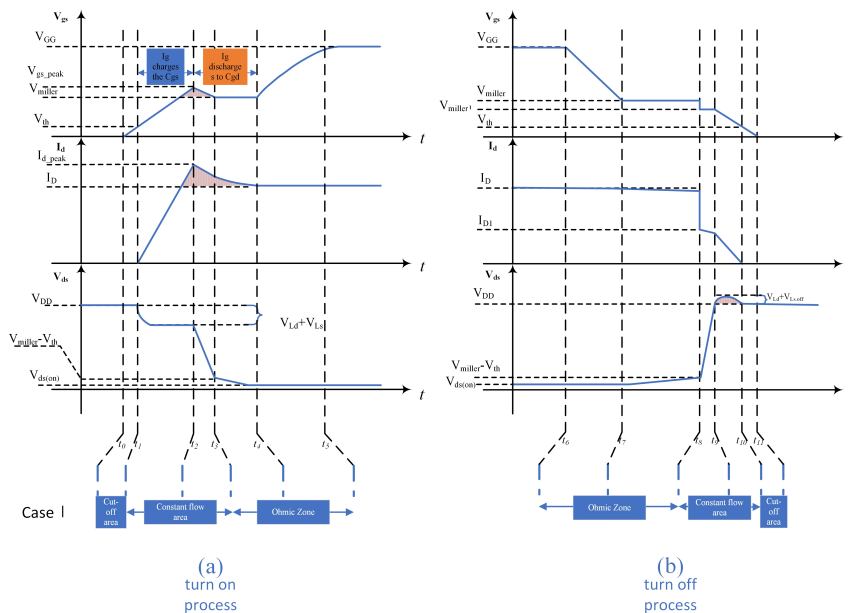 Vgs
VGG
Ig charges the Cgs
Ig discharge s to Cgd
Vgs_peak
Vmiller
Vth
t
Id
Id_peak
ID
t
Vds
VDD
VLd+VLs
Vmiller-Vth
Vds(on)
t
t0 t1 t2 t3 t4 t5
Case I
Cut-off area
Constant flow area
Ohmic Zone
(a)
turn on
process
Vgs
VGG
Vmiller
Vth
t
Id
ID
ID1
t
Vds
VDD
VLd+VLs,off
Vmiller-Vth
Vds(on)
t
t6 t7 t8 t9 t10 t11
Ohmic Zone
Constant flow area
Cut-off area
(b)
turn off
process